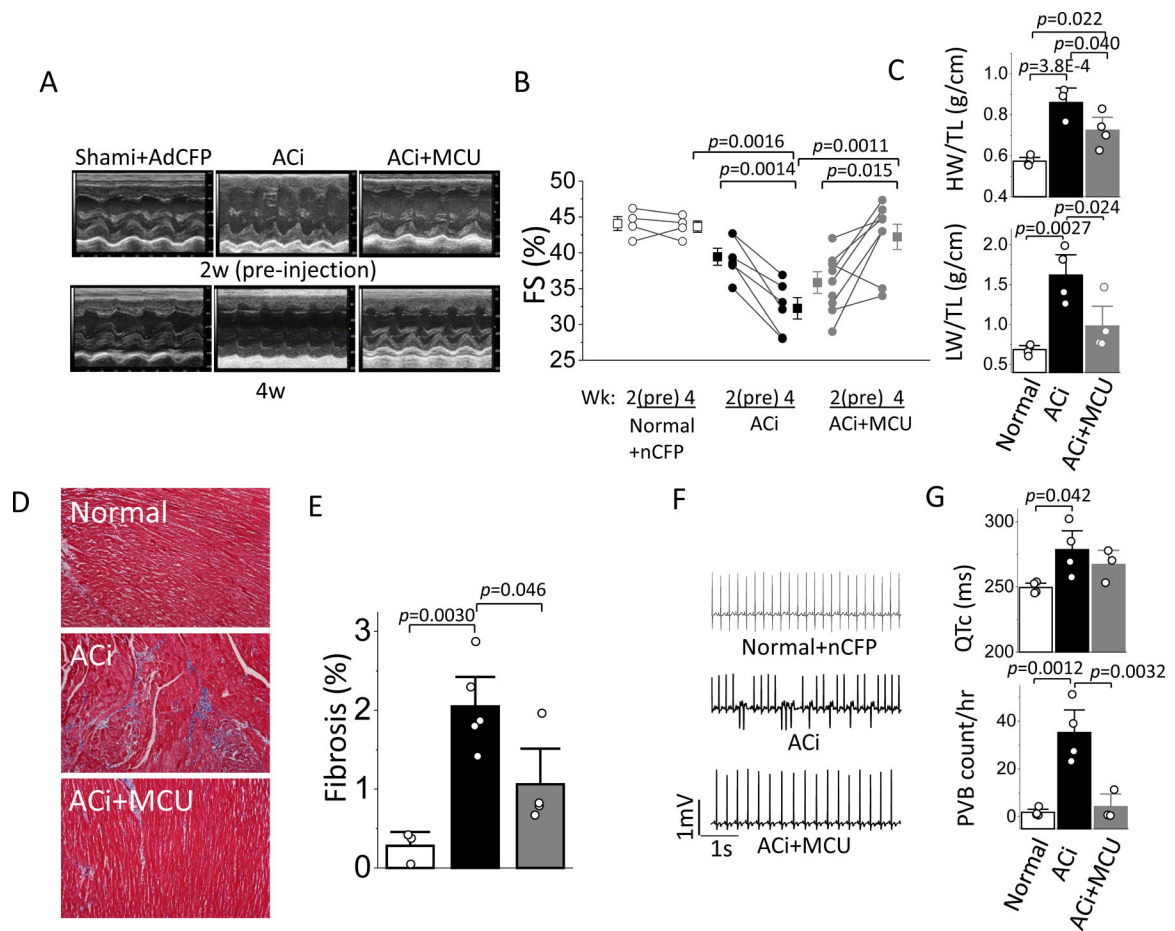 A
Shami+AdCFP ACi ACi+MCU
2w (pre-injection)
4w
B
p=0.0016
p=0.0011
p=0.0014
p=0.015
FS (%)
50
45
40
35
30
25
Wk: 2(pre) 4 2(pre) 4 2(pre) 4
Normal
+nCFP
ACi
ACi+MCU
C
p=0.022
p=0.040
p=3.8E-4
HW/TL (g/cm)
1.0
0.8
0.6
0.4
p=0.024
p=0.0027
LW/TL (g/cm)
2.0
1.5
1.0
0.5
Normal
ACi
ACi+MCU
D
Normal
ACi
ACi+MCU
E
p=0.046
p=0.0030
Fibrosis (%)
3
2
1
0
F
Normal+nCFP
ACi
1mV
1s
ACi+MCU
G
p=0.042
QTc (ms)
300
250
200
p=0.0012
p=0.0032
PVB count/hr
40
20
0
Normal
ACi
ACi+MCU